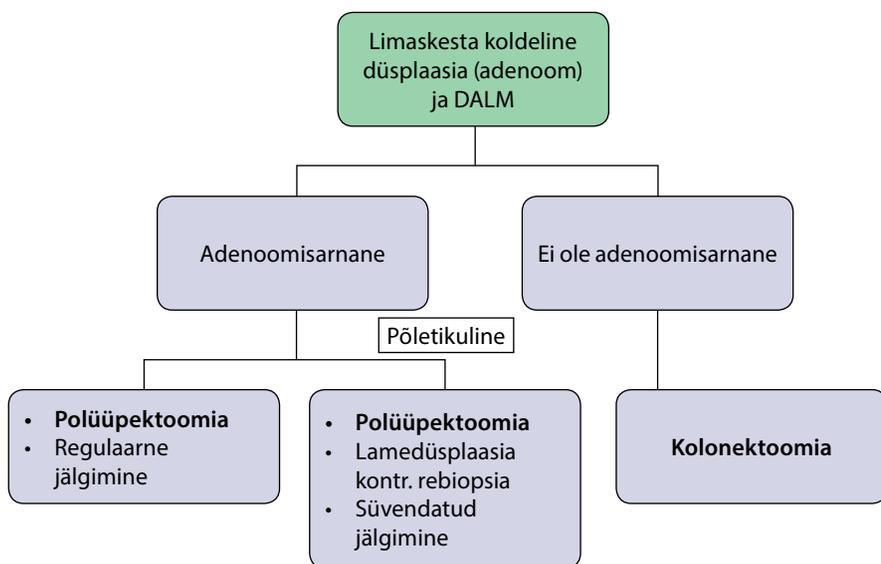 Limaskesta koldeline
düsplaasia (adenoom)
ja DALM
Adenoomisarnane
Ei ole adenoomisarnane
Põletikuline
• Polüüpektoomia
• Regulaarne
jälgimine
• Polüüpektoomia
• Lamedüsplaasia
kontr. rebiopsia
• Süvendatud
jälgimine
Kolonektoomia